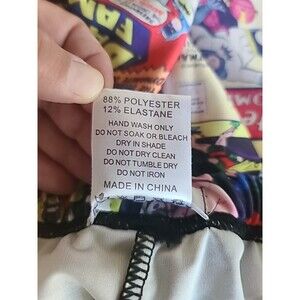 FAM
88% POLYESTER
12% ELASTANE
HAND WASH ONLY
DO NOT SOAK OR BLEACH
DRY IN SHADE
DO NOT DRY CLEAN
DO NOT TUMBLE DRY
DO NOT IRON
MADE IN CHINA